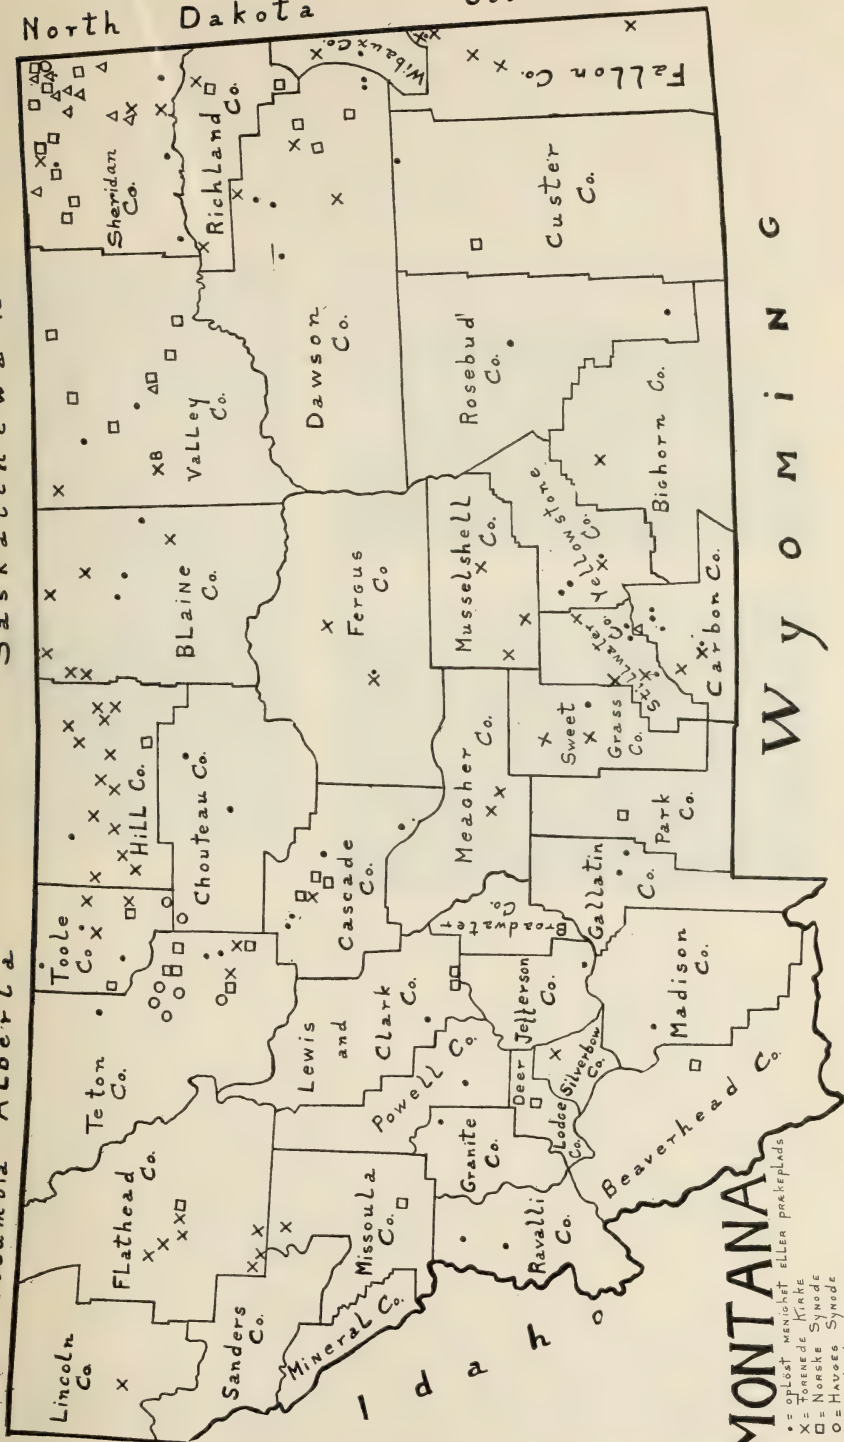 North Dakota
Saskatchewan
Alberta
Wyoming
Idaho
Sheridan
Co.
Richland
Co.
Wibaux Co.
Fallon Co.
Custer
Co.
Dawson
Co.
Valley
Co.
B
Rosebud
Co.
Bighorn Co.
Yellowstone
Co.
Musselshell
Co.
Blaine
Co.
Fergus
Co
Stillwater
Co.
Carbon Co.
Sweet
Grass
Co.
Hill Co.
Chouteau Co.
Meagher
Co.
Park
Co.
Cascade
Co.
Gallatin
Co.
Broadwater
Co.
Toole
Co
Teton
Co.
Lewis
and
Clark
Co.
Jefferson
Co.
Madison
Co.
Powell Co.
Deer
Lodge
Co.
Silverbow
Co.
Beaverhead Co.
Granite
Co.
Flathead
Co.
Missoula
Co.
Ravalli
Co.
Lincoln
Co
Sanders
Co.
Mineral Co.
MONTANA
• = oplöst menighet eller prækeplads
X = Forenede Kirke
□ = Norske Synode
O = Hauges Synode